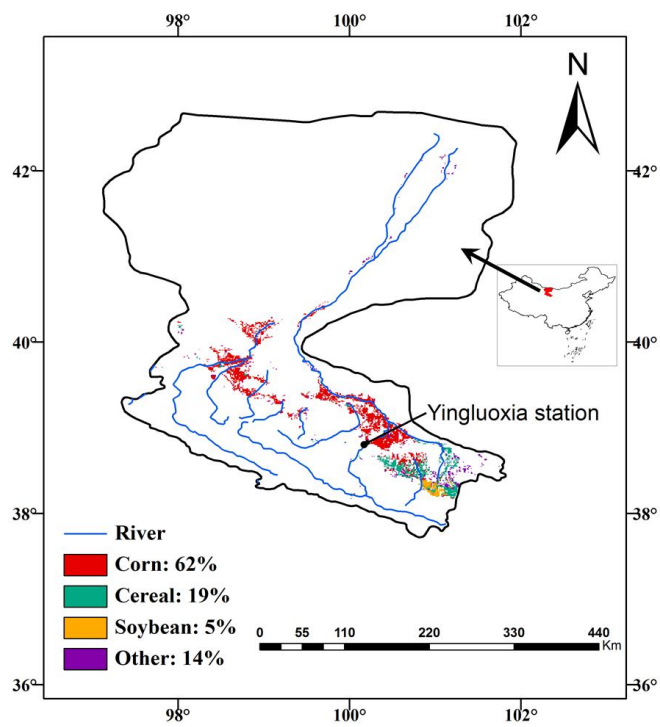 98° 100° 102°
N
42° 42°
40° 40°
Yingluoxia station
38° 38°
River
Corn: 62%
Cereal: 19%
Soybean: 5%
Other: 14%
0 55 110 220 330 440
Km
36° 36°
98° 100° 102°